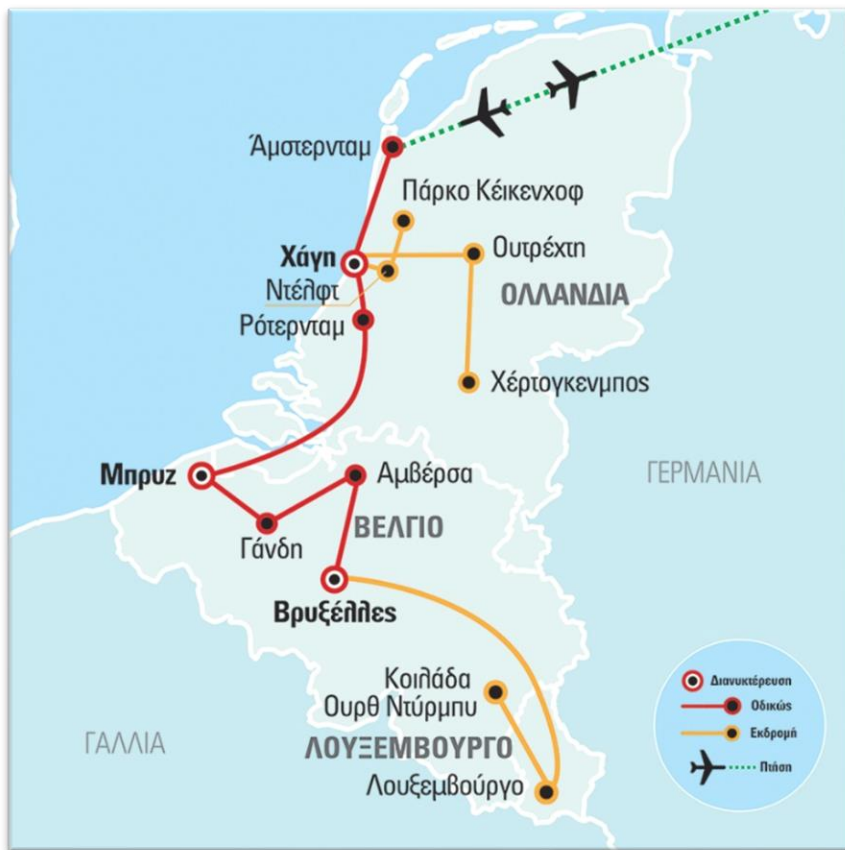 Άμστερνταμ
Πάρκο Κέικενχοφ
Χάγη
Ουτρέχτη
Ντέλφτ
ΟΛΛΑΝΔΙΑ
Ρότερνταμ
Χέρτογκενμπος
Μπρυζ
Αμβέρσα
ΓΕΡΜΑΝΙΑ
ΒΕΛΓΙΟ
Γάνδη
Βρυξέλλες
Κοιλάδα
Ουρθ Ντύρμπυ
ΓΑΛΛΙΑ
ΛΟΥΞΕΜΒΟΥΡΓΟ
Λουξεμβούργο
Διανυκτέρευση
Οδικώς
Εκδρομή
Πτήση